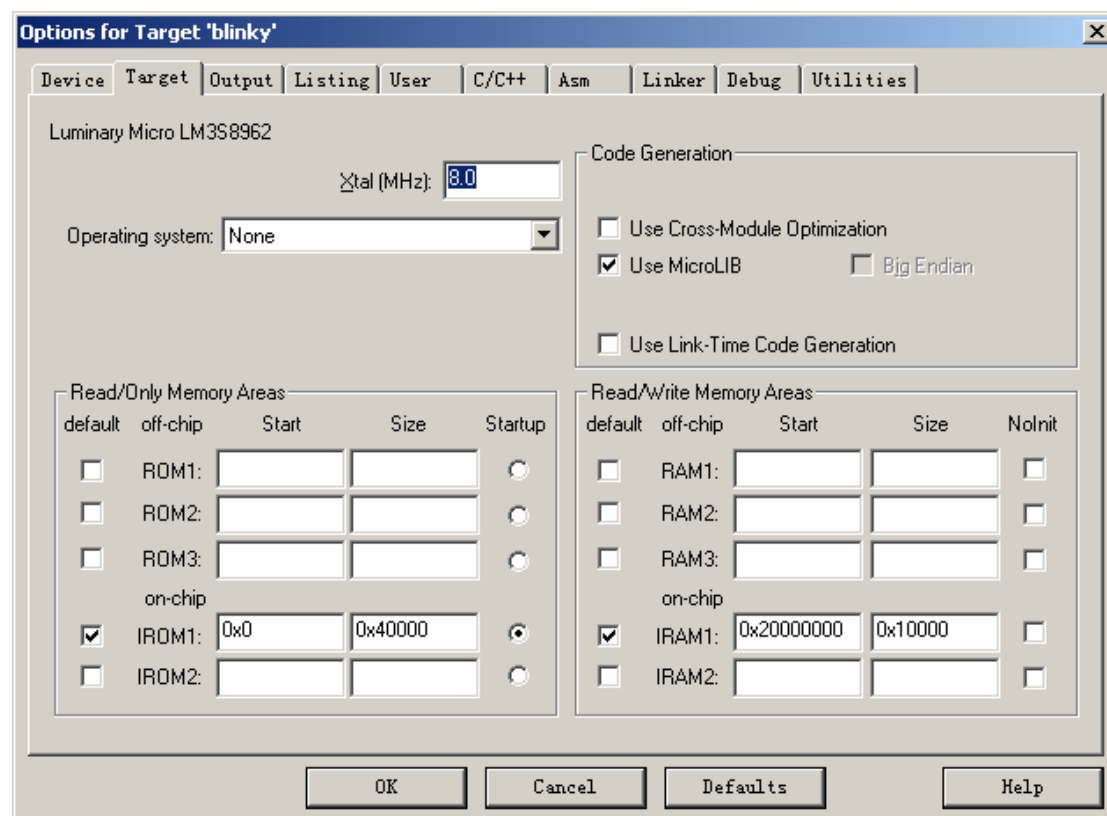 Options for Target 'blinky'
Device Target Output Listing User C/C++ Asm Linker Debug Utilities
Luminary Micro LM3S8962
Xtal (MHz): 8.0
Operating system: None
Code Generation
Use Cross-Module Optimization
Use MicroLIB Big Endian
Use Link-Time Code Generation
Read/Only Memory Areas
default off-chip Start Size Startup
ROM1:
ROM2:
ROM3:
on-chip
IROM1: 0x0 0x40000
IROM2:
Read/Write Memory Areas
default off-chip Start Size NoInit
RAM1:
RAM2:
RAM3:
on-chip
IRAM1: 0x20000000 0x10000
IRAM2:
OK Cancel Defaults Help